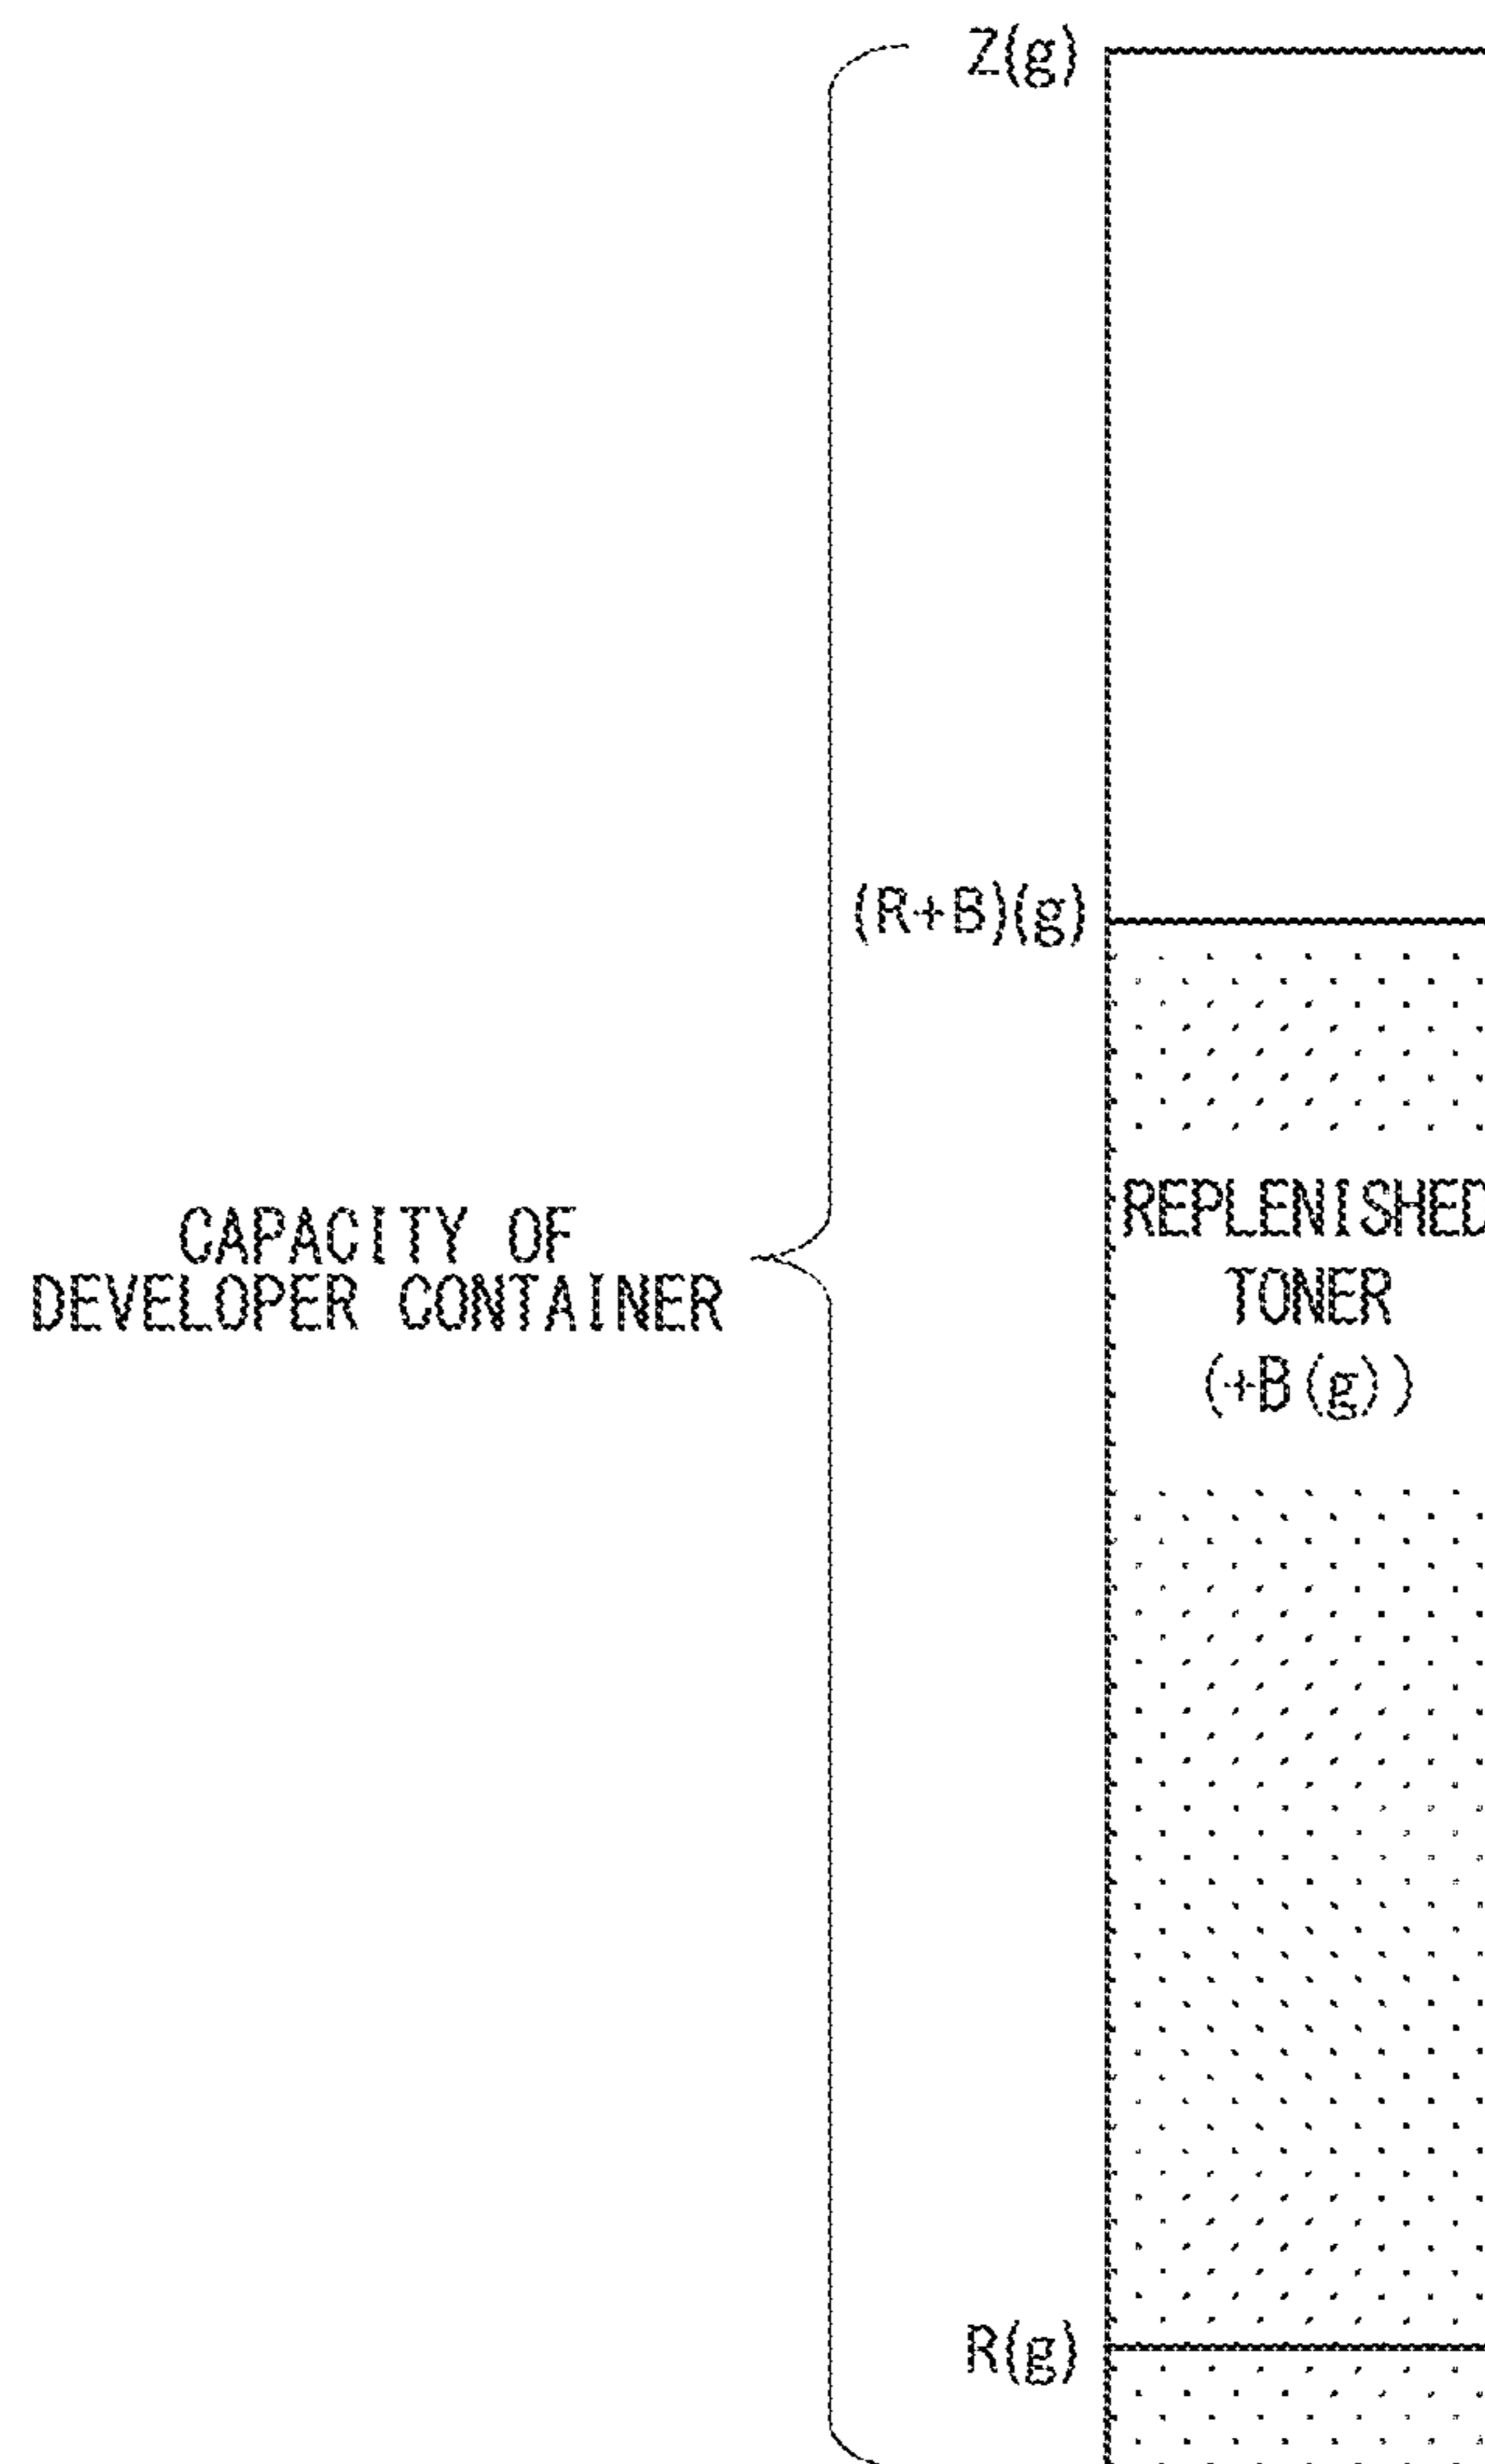 Z(g)
(R+B)(g)
CAPACITY OF
DEVELOPER CONTAINER
REPLENISHED
TONER
(+B(g))
R(g)